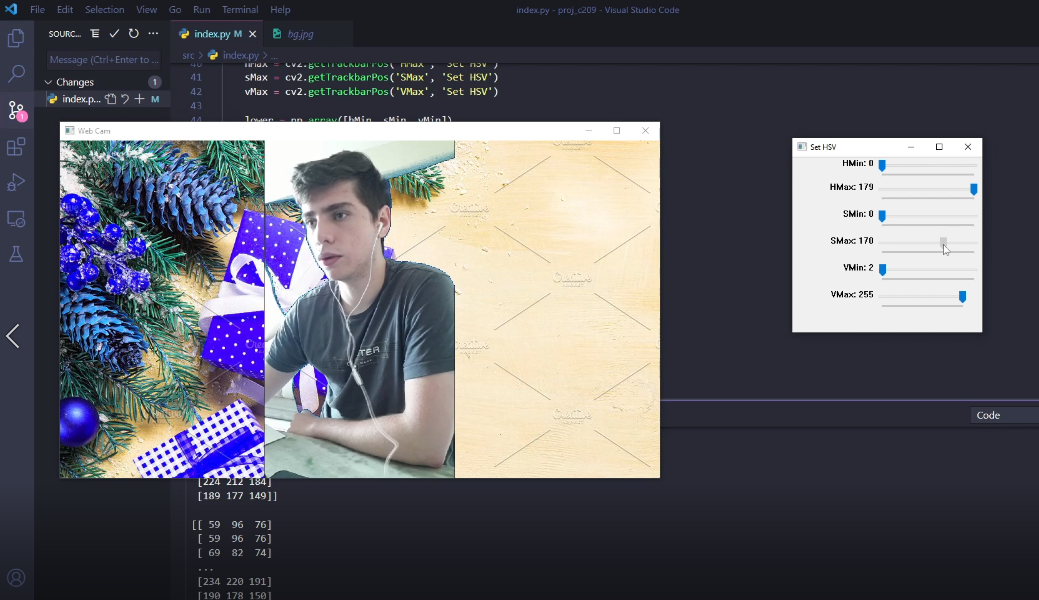 File Edit Selection View Go Run Terminal Help
index.py - proj_c209 - Visual Studio Code
SOURC...
index.py M
bg.jpg
src > index.py > ...
Message (Ctrl+Enter to ...
Changes 1
index.p... M
1
40 hMax = cv2.getTrackbarPos('HMax', 'Set HSV')
41 sMax = cv2.getTrackbarPos('SMax', 'Set HSV')
42 vMax = cv2.getTrackbarPos('VMax', 'Set HSV')
43
44 lower = np.array([hMin, sMin, vMin])
Web Cam
Set HSV
HMin: 0
HMax: 179
SMin: 0
SMax: 170
VMin: 2
VMax: 255
Code
[224 212 184]
[189 177 149]]
[[ 59 96 76]
[ 59 96 76]
[ 69 82 74]
...
[234 220 191]
[190 178 150]